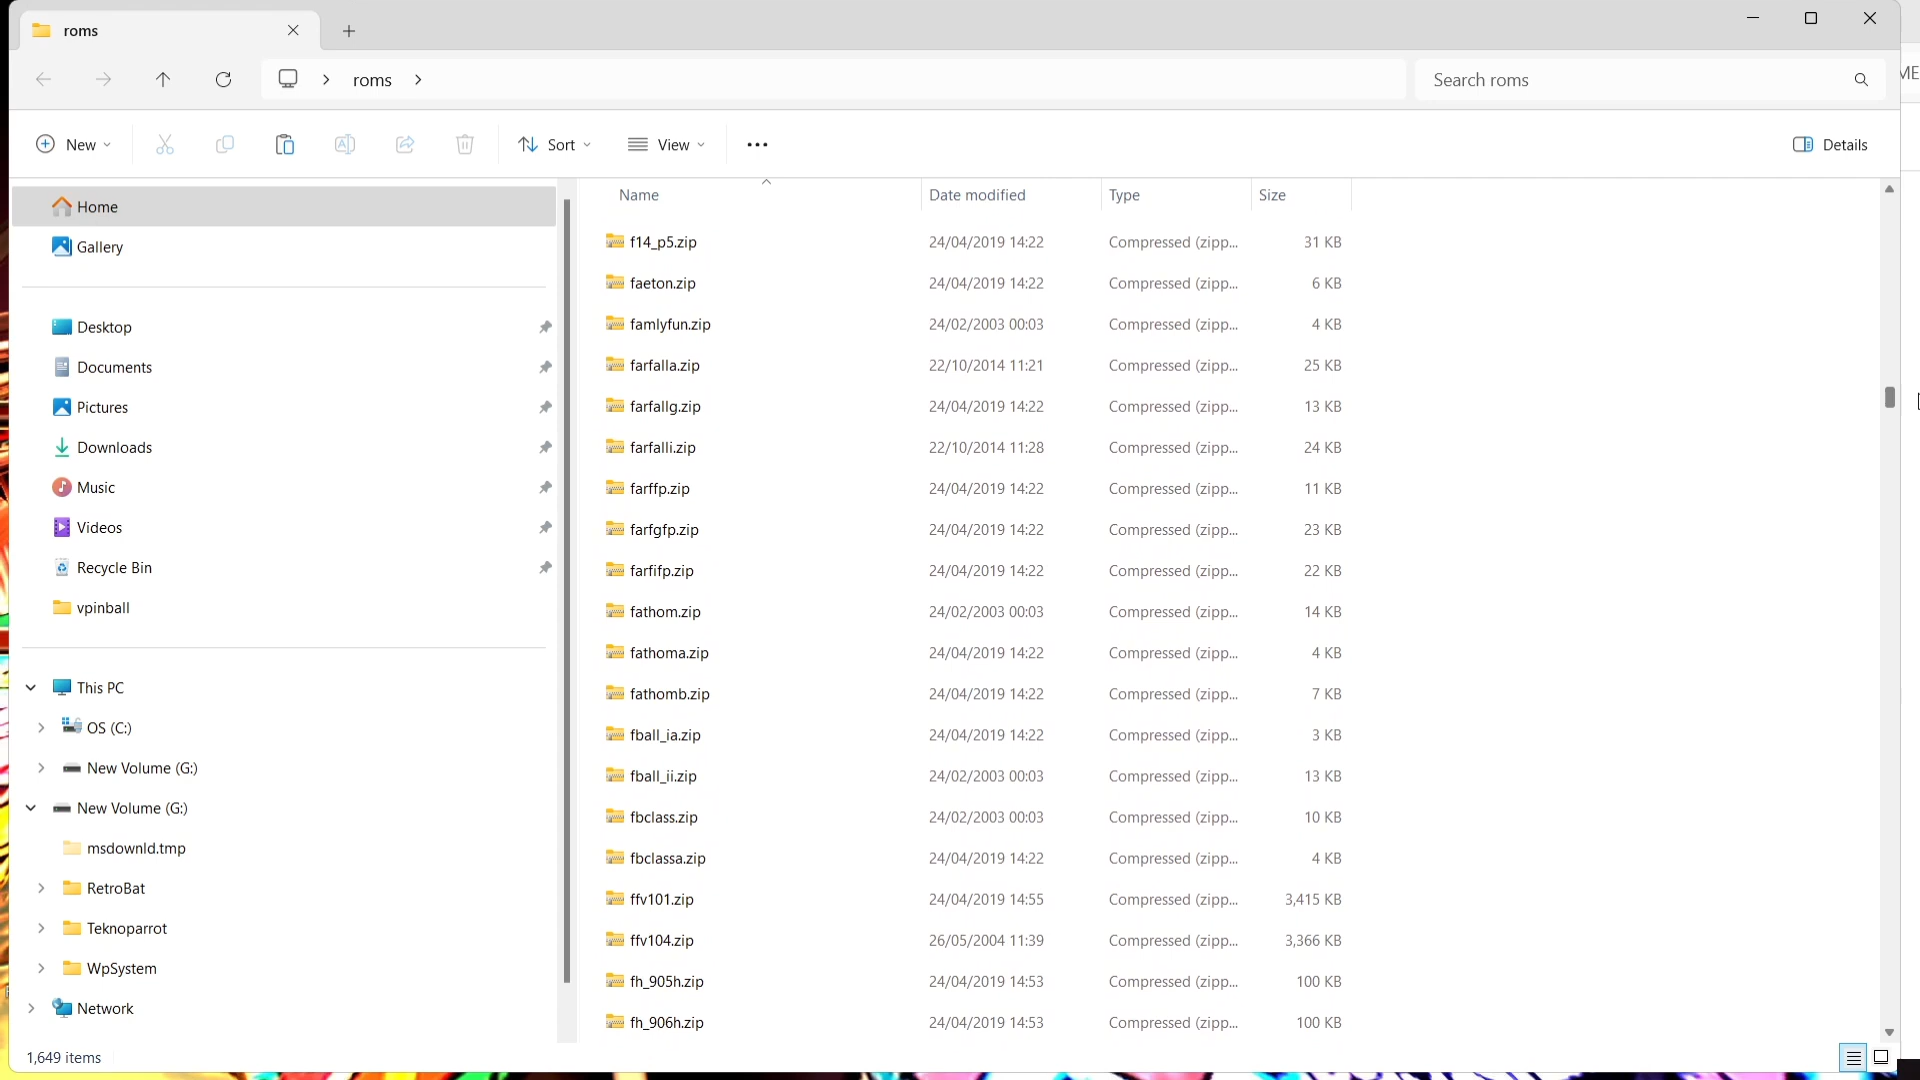 roms
roms
Search roms
ME
New
Sort
View
Details
Name
Date modified
Type
Size
Home
Gallery
Desktop
Documents
Pictures
Downloads
Music
Videos
Recycle Bin
vpinball
This PC
OS (C:)
New Volume (G:)
New Volume (G:)
msdownld.tmp
RetroBat
Teknoparrot
WpSystem
Network
f14_p5.zip 24/04/2019 14:22 Compressed (zipp... 31 KB
faeton.zip 24/04/2019 14:22 Compressed (zipp... 6 KB
famlyfun.zip 24/02/2003 00:03 Compressed (zipp... 4 KB
farfalla.zip 22/10/2014 11:21 Compressed (zipp... 25 KB
farfallg.zip 24/04/2019 14:22 Compressed (zipp... 13 KB
farfalli.zip 22/10/2014 11:28 Compressed (zipp... 24 KB
farffp.zip 24/04/2019 14:22 Compressed (zipp... 11 KB
farfgfp.zip 24/04/2019 14:22 Compressed (zipp... 23 KB
farfifp.zip 24/04/2019 14:22 Compressed (zipp... 22 KB
fathom.zip 24/02/2003 00:03 Compressed (zipp... 14 KB
fathoma.zip 24/04/2019 14:22 Compressed (zipp... 4 KB
fathomb.zip 24/04/2019 14:22 Compressed (zipp... 7 KB
fball_ia.zip 24/04/2019 14:22 Compressed (zipp... 3 KB
fball_ii.zip 24/02/2003 00:03 Compressed (zipp... 13 KB
fbclass.zip 24/02/2003 00:03 Compressed (zipp... 10 KB
fbclassa.zip 24/04/2019 14:22 Compressed (zipp... 4 KB
ffv101.zip 24/04/2019 14:55 Compressed (zipp... 3,415 KB
ffv104.zip 26/05/2004 11:39 Compressed (zipp... 3,366 KB
fh_905h.zip 24/04/2019 14:53 Compressed (zipp... 100 KB
fh_906h.zip 24/04/2019 14:53 Compressed (zipp... 100 KB
1,649 items